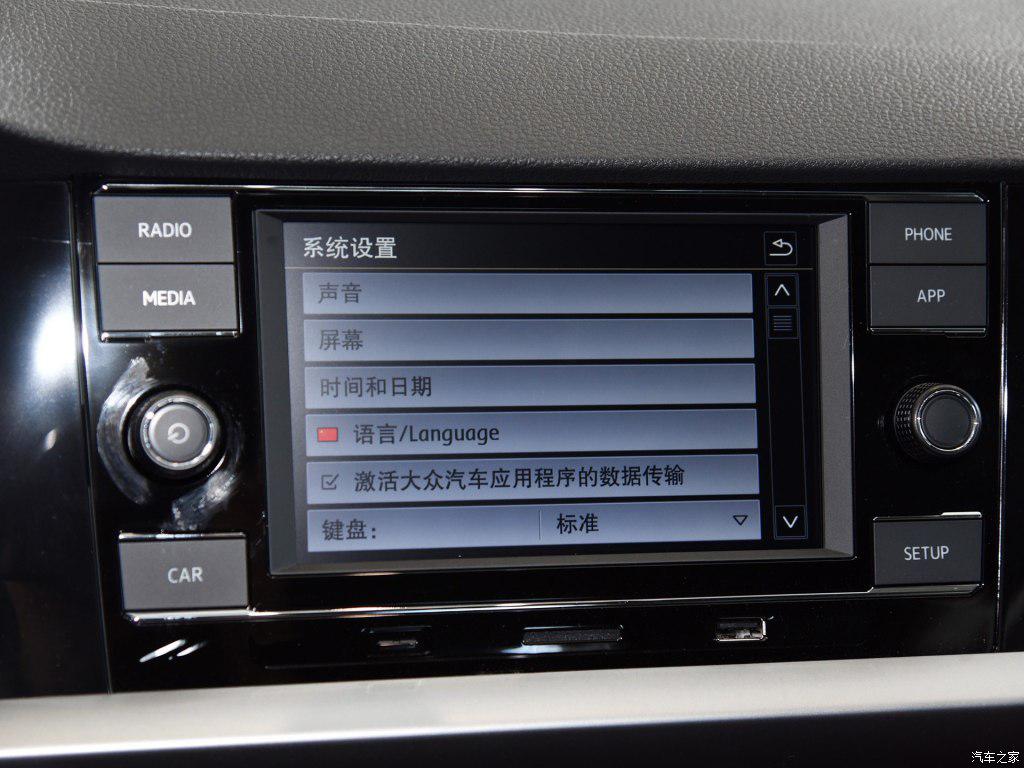 RADIO
MEDIA
CAR
系统设置
声音
屏幕
时间和日期
语言/Language
激活大众汽车应用程序的数据传输
键盘: 标准
PHONE
APP
SETUP
汽车之家